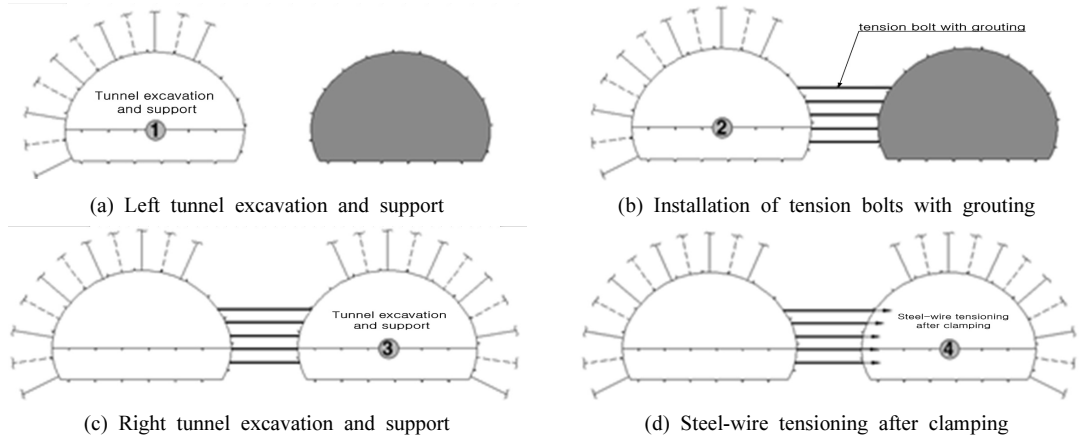 Tunnel excavation
and support
1
(a) Left tunnel excavation and support
tension bolt with grouting
2
(b) Installation of tension bolts with grouting
Tunnel excavation
and support
3
(c) Right tunnel excavation and support
Steel-wire tensioning
after clamping
4
(d) Steel-wire tensioning after clamping